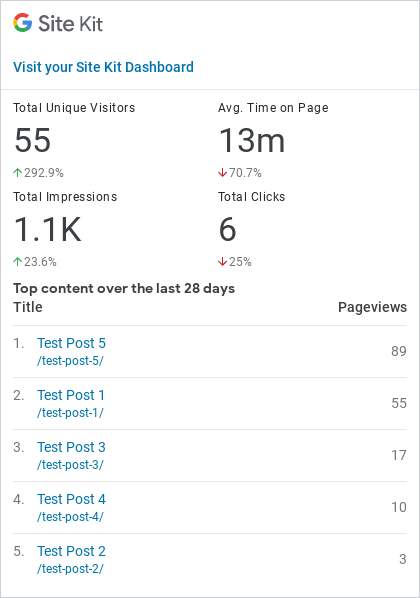 Site Kit
Visit your Site Kit Dashboard
Total Unique Visitors
55
↑292.9%
Avg. Time on Page
13m
↓70.7%
Total Impressions
1.1K
↑23.6%
Total Clicks
6
↓25%
Top content over the last 28 days
Title Pageviews
1. Test Post 5
/test-post-5/
89
2. Test Post 1
/test-post-1/
55
3. Test Post 3
/test-post-3/
17
4. Test Post 4
/test-post-4/
10
5. Test Post 2
/test-post-2/
3